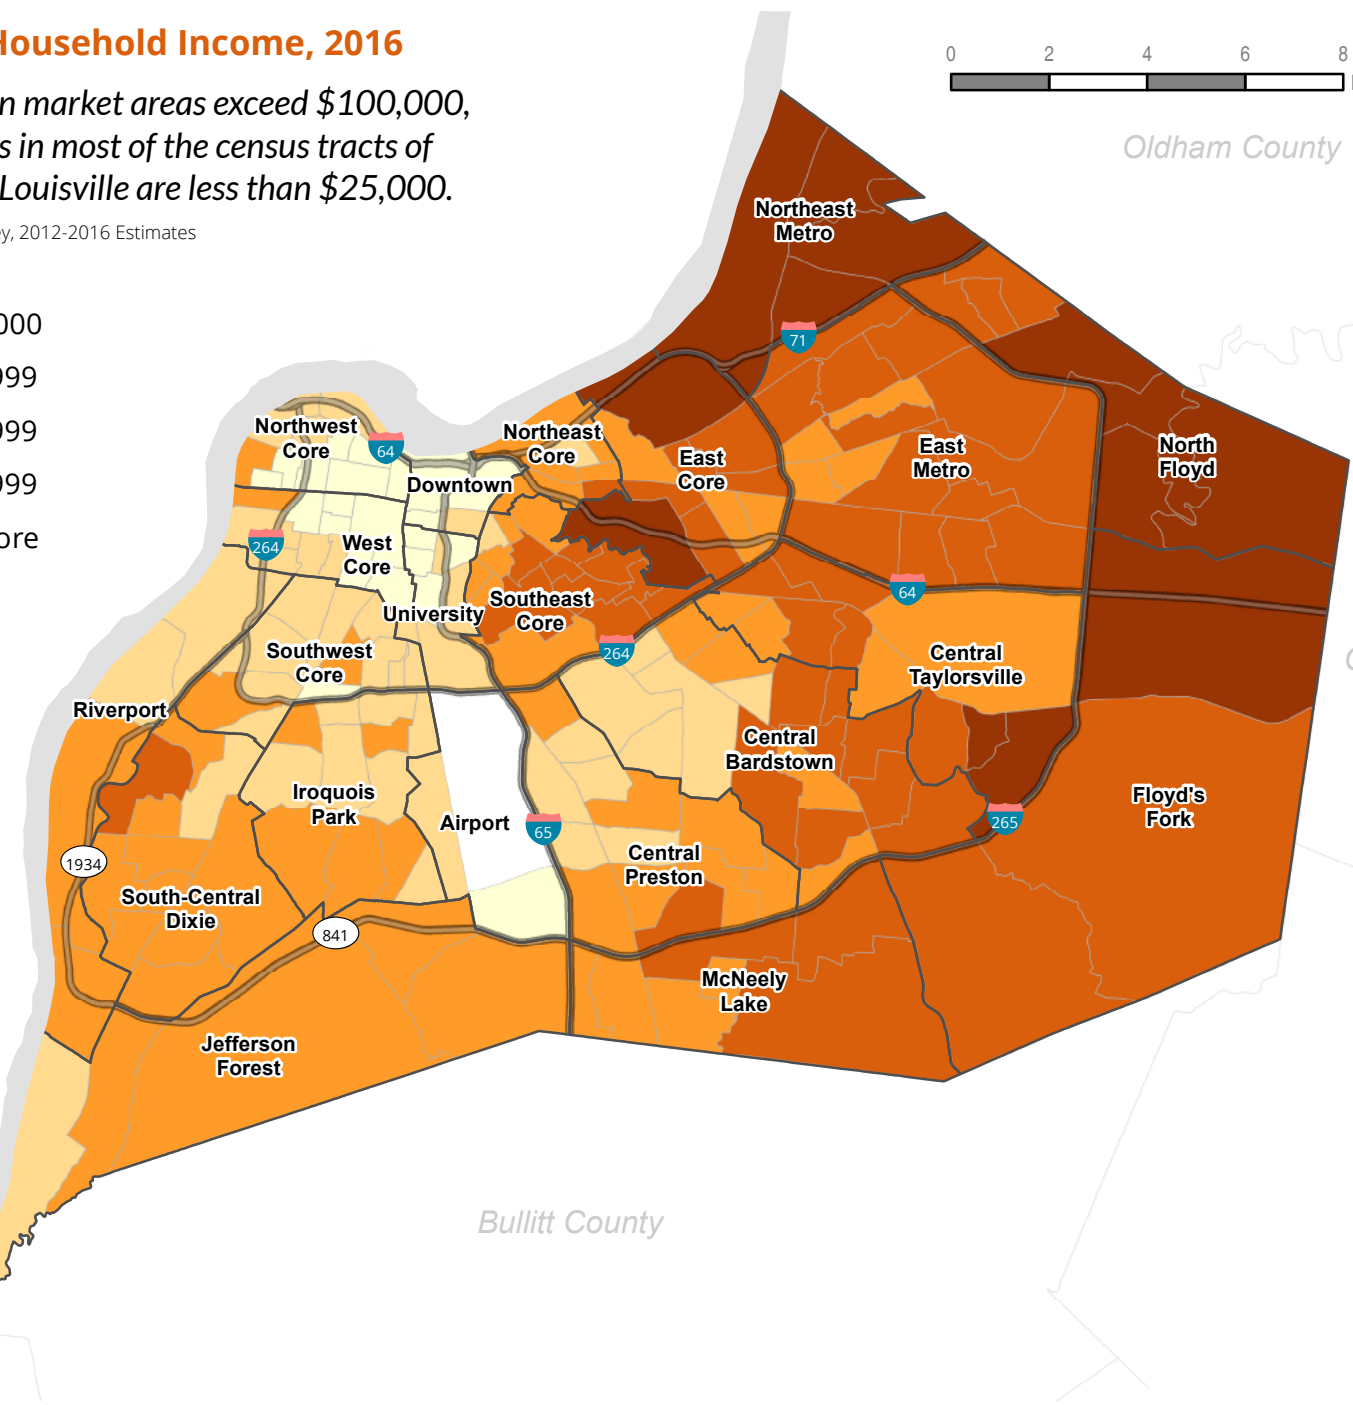 Household Income, 2016
n market areas exceed $100,000,
s in most of the census tracts of
Louisville are less than $25,000.
y, 2012-2016 Estimates
000
999
999
999
ore
0 2 4 6 8
Oldham County
Northeast
Metro
71
Northwest
Core
64
Northeast
Core
East
Core
East
Metro
North
Floyd
Downtown
264
West
Core
64
University
Southeast
Core
264
Southwest
Core
Central
Taylorsville
Riverport
Central
Bardstown
Iroquois
Park
Airport
65
265
Floyd's
Fork
1934
Central
Preston
South-Central
Dixie
841
McNeely
Lake
Jefferson
Forest
Bullitt County